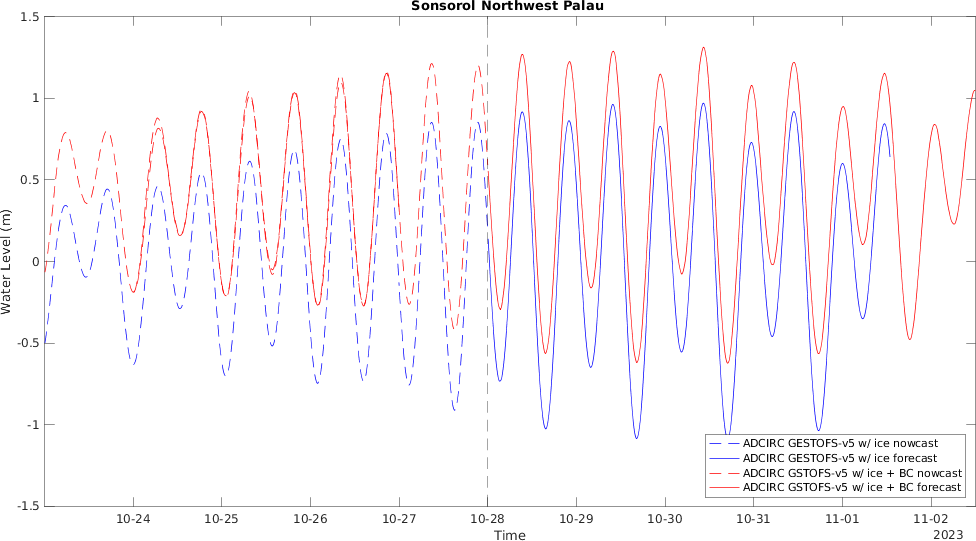 Sonsorol Northwest Palau
1.5
1
0.5
0
-0.5
-1
-1.5
Water Level (m)
10-24
10-25
10-26
10-27
10-28
10-29
10-30
10-31
11-01
11-02
Time
2023
ADCIRC GESTOFS-v5 w/ ice nowcast
ADCIRC GESTOFS-v5 w/ ice forecast
ADCIRC GSTOFS-v5 w/ ice + BC nowcast
ADCIRC GSTOFS-v5 w/ ice + BC forecast